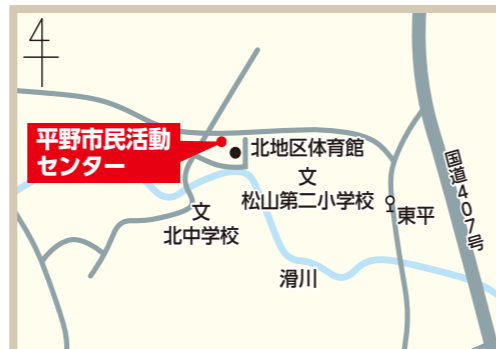 平野市民活動
センター
北地区体育館
文
松山第二小学校
東平
国道407号
文
北中学校
滑川